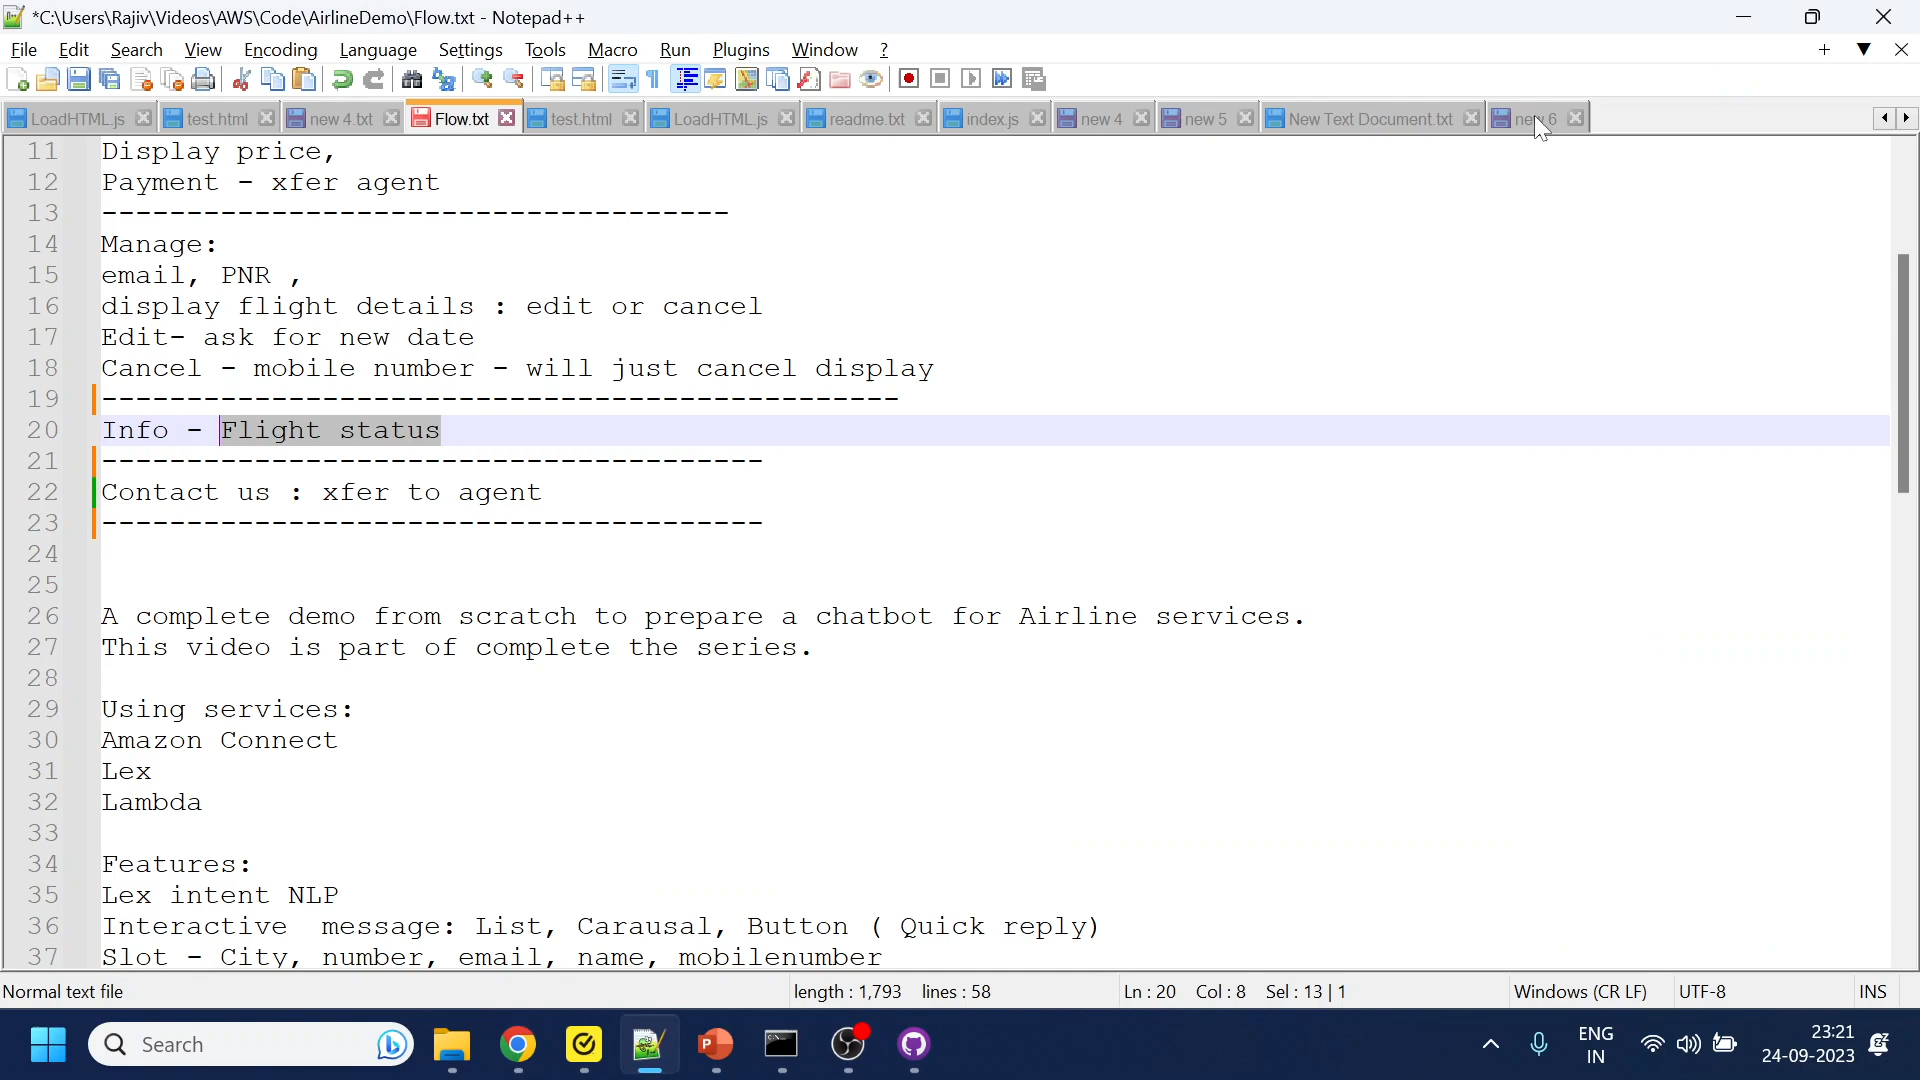 *C:\Users\Rajiv\Videos\AWS\Code\AirlineDemo\Flow.txt - Notepad++
File Edit Search View Encoding Language Settings Tools Macro Run Plugins Window ?
LoadHTML.js test.html new 4.txt Flow.txt test.html LoadHTML.js readme.txt index.js new 4 new 5 New Text Document.txt new 6
11 Display price,
12 Payment - xfer agent
13 -------------------------------------
14 Manage:
15 email, PNR ,
16 display flight details : edit or cancel
17 Edit- ask for new date
18 Cancel - mobile number - will just cancel display
19 -----------------------------------------------
20 Info - Flight status
21 ---------------------------------------
22 Contact us : xfer to agent
23 ---------------------------------------
24
25
26 A complete demo from scratch to prepare a chatbot for Airline services.
27 This video is part of complete the series.
28
29 Using services:
30 Amazon Connect
31 Lex
32 Lambda
33
34 Features:
35 Lex intent NLP
36 Interactive  message: List, Carausal, Button ( Quick reply)
37 Slot - City, number, email, name, mobilenumber
Normal text file length : 1,793 lines : 58 Ln : 20 Col : 8 Sel : 13 | 1 Windows (CR LF) UTF-8 INS
Search
ENG
IN
23:21
24-09-2023